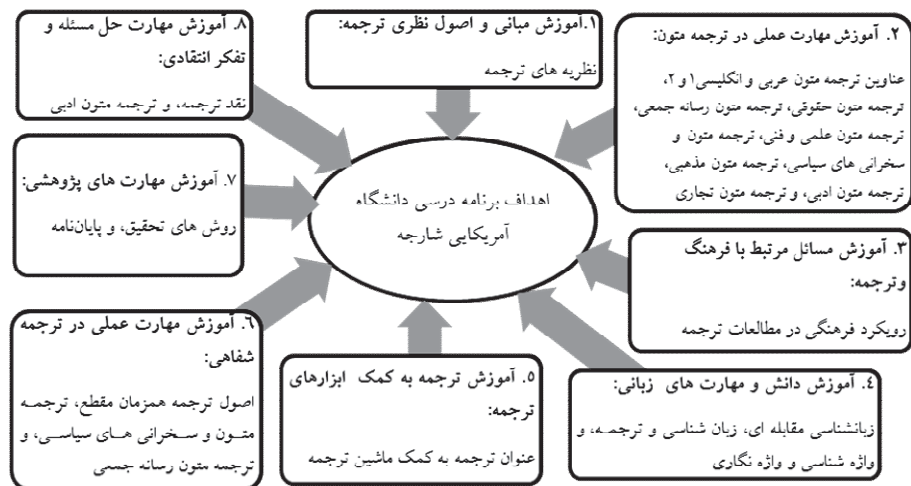 ۱.آموزش مبانی و اصول نظری ترجمه:
نظریه های ترجمه
۲. آموزش مهارت عملی در ترجمه متون:
عناوین ترجمه متون عربی و انگلیسی۱ و ۲،
ترجمه متون حقوقی، ترجمه متون رسانه جمعی،
ترجمه متون علمی و فنی، ترجمه متون و
سخرانی های سیاسی، ترجمه متون مذهبی،
ترجمه متون ادبی، و ترجمه متون تجاری
۳. آموزش مسائل مرتبط با فرهنگ
وترجمه:
رویکرد فرهنگی در مطالعات ترجمه
۴. آموزش دانش و مهارت های زبانی:
زبانشناسی مقابله ای، زبان شناسی و ترجمه، و
واژه شناسی و واژه نگاری
۵. آموزش ترجمه به کمک ابزارهای
ترجمه:
عنوان ترجمه به کمک ماشین ترجمه
۶. آموزش مهارت عملی در ترجمه
شفاهی:
اصول ترجمه همزمان مقطع، ترجمه
متون و سخرانی های سیاسی، و
ترجمه متون رسانه جمعی
۷. آموزش مهارت های پژوهشی:
روش های تحقیق، و پایان‌نامه
۸. آموزش مهارت حل مسئله و
تفکر انتقادی:
نقد ترجمه، و ترجمه متون ادبی
اهداف برنامه درسی دانشگاه
آمریکایی شارجه